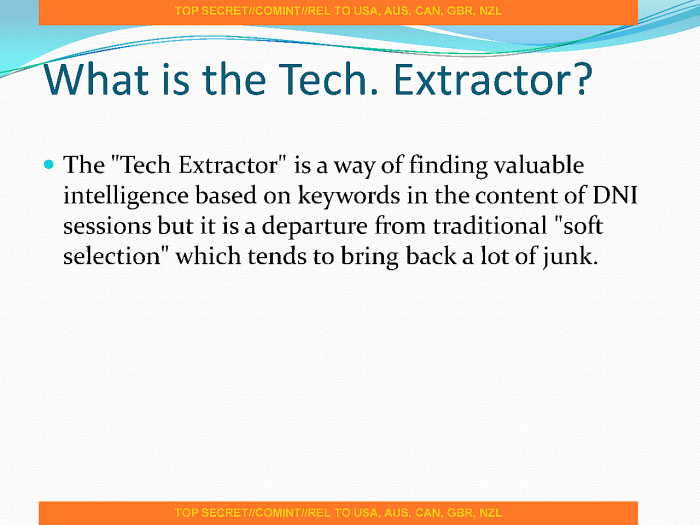 TOP SECRET//COMINT//REL TO USA, AUS, CAN, GBR, NZL
What is the Tech. Extractor?
The "Tech Extractor" is a way of finding valuable
intelligence based on keywords in the content of DNI
sessions but it is a departure from traditional "soft
selection" which tends to bring back a lot of junk.
TOP SECRET//COMINT//REL TO USA, AUS, CAN, GBR, NZL